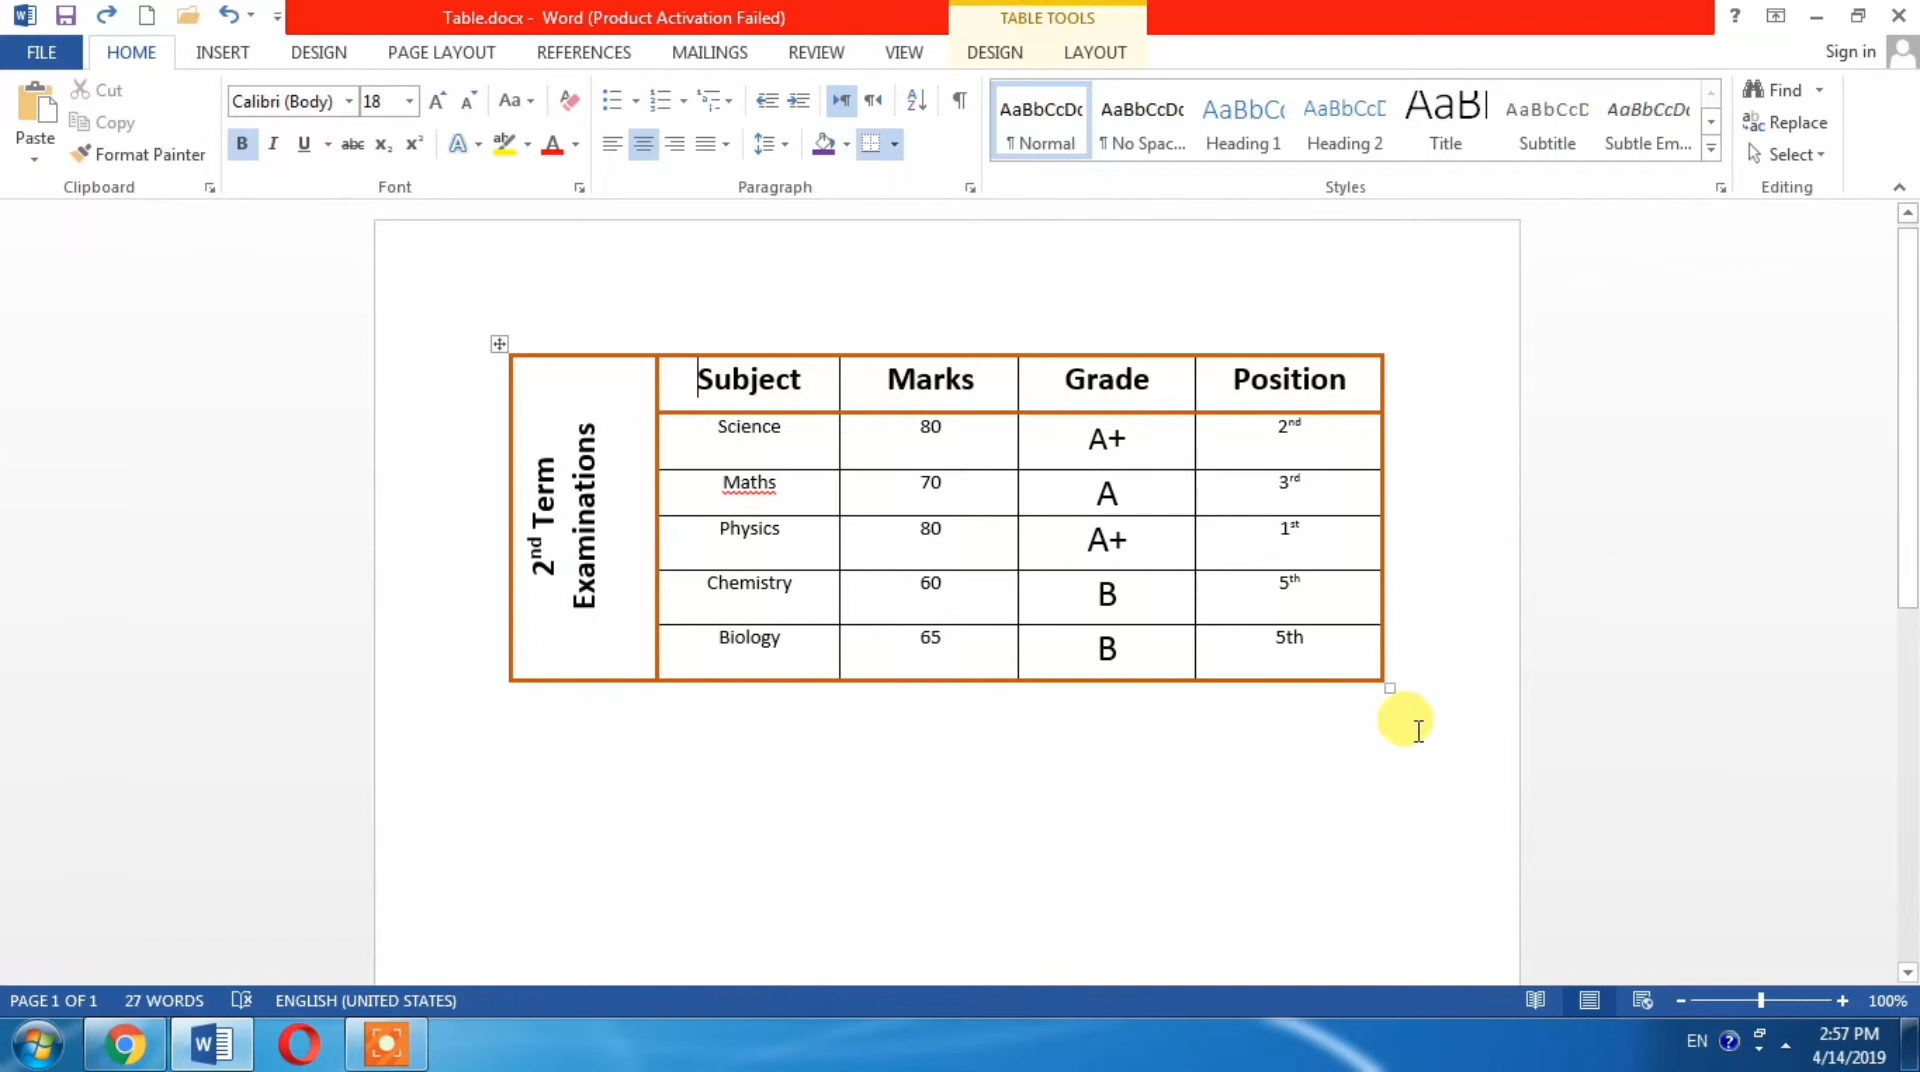 Table.docx - Word (Product Activation Failed)
TABLE TOOLS
?
FILE HOME INSERT DESIGN PAGE LAYOUT REFERENCES MAILINGS REVIEW VIEW DESIGN LAYOUT Sign in
Paste
Cut
Copy
Format Painter
Clipboard
Calibri (Body) 18
Font
Paragraph
AaBbCcDc AaBbCcDc AaBbC( AaBbCcD AaB AaBbCcD AaBbCcDc
¶ Normal ¶ No Spac... Heading 1 Heading 2 Title Subtitle Subtle Em...
Styles
Find
Replace
Select
Editing
2nd Term
Examinations
Subject Marks Grade Position
Science 80 A+ 2nd
Maths 70 A 3rd
Physics 80 A+ 1st
Chemistry 60 B 5th
Biology 65 B 5th
PAGE 1 OF 1 27 WORDS ENGLISH (UNITED STATES) 100%
EN 2:57 PM
4/14/2019